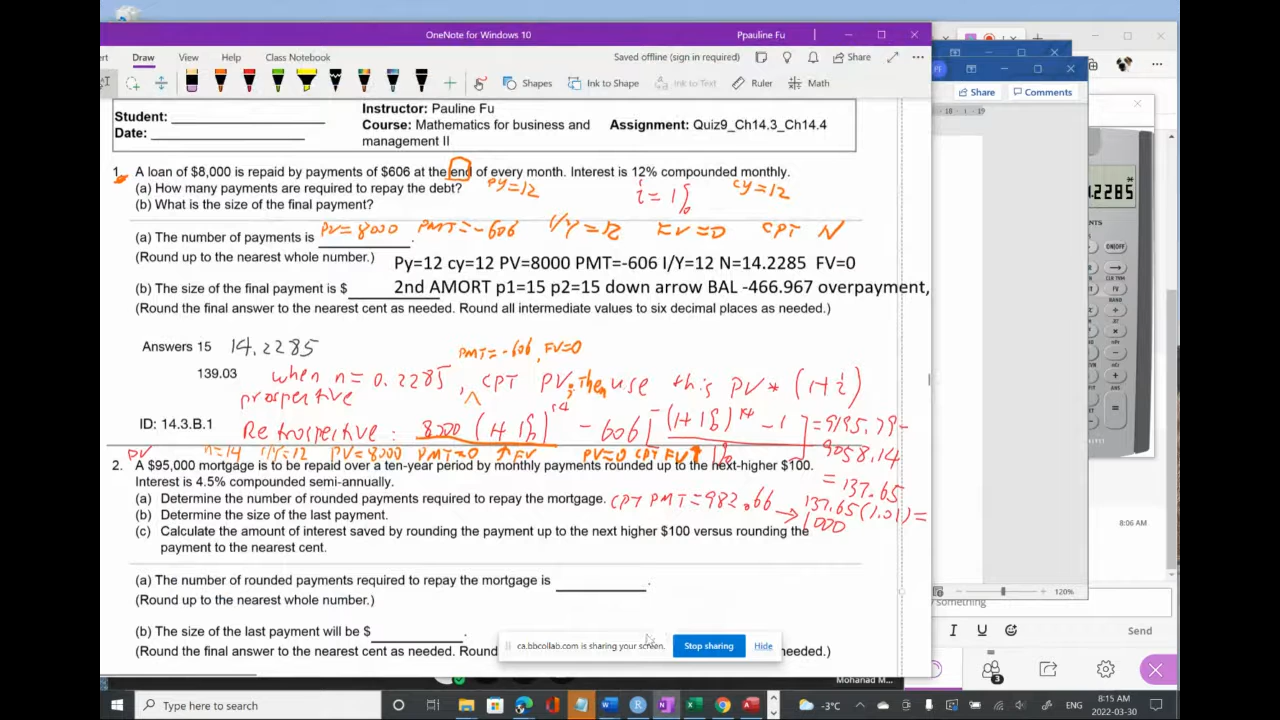 OneNote for Windows 10
Ppauline Fu
Draw View Help Class Notebook
Saved offline (sign in required)
Share
Shapes
Ink to Shape
Ink to Text
Ruler
Math
Share
Comments
Student:
Date:
Instructor: Pauline Fu
Course: Mathematics for business and
management II
Assignment: Quiz9_Ch14.3_Ch14.4
1. A loan of $8,000 is repaid by payments of $606 at the end of every month. Interest is 12% compounded monthly.
(a) How many payments are required to repay the debt? PY=12 i = 1% CY=12
(b) What is the size of the final payment?
(a) The number of payments is PV=8000 PMT=-606 I/Y=12 FV=0 CPT N
(Round up to the nearest whole number.)
Py=12 cy=12 PV=8000 PMT=-606 I/Y=12 N=14.2285 FV=0
(b) The size of the final payment is $
2nd AMORT p1=15 p2=15 down arrow BAL -466.967 overpayment,
(Round the final answer to the nearest cent as needed. Round all intermediate values to six decimal places as needed.)
Answers 15 14.2285
PMT=-606, FV=0
139.03
when n=0.2285, CPT PV; then use this PV*(1+i)
prospective
ID: 14.3.B.1
Retrospective: 8000 (1+1%)^14 - 606[(1+1%)^14 - 1] = 9195.79-
PV n=14 I/Y=12 PV=8000 PMT=0 ↑FV PV=0 CPT FV↑ 1%
9058.14
= 137.65
137.65(1.01)=
2. A $95,000 mortgage is to be repaid over a ten-year period by monthly payments rounded up to the next-higher $100.
Interest is 4.5% compounded semi-annually.
(a) Determine the number of rounded payments required to repay the mortgage. CPT PMT=982.66 → 1000
(b) Determine the size of the last payment.
(c) Calculate the amount of interest saved by rounding the payment up to the next higher $100 versus rounding the
payment to the nearest cent.
(a) The number of rounded payments required to repay the mortgage is .
(Round up to the nearest whole number.)
(b) The size of the last payment will be $
ca.bbcollab.com is sharing your screen.
Stop sharing
Hide
8:06 AM
120%
something
Send
3
Type here to search
-3°C
8:15 AM
2022-03-30